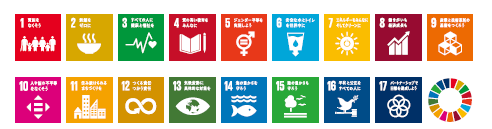 1 貧困を
なくそう
2 飢餓を
ゼロに
3 すべての人に
健康と福祉を
4 質の高い教育を
みんなに
5 ジェンダー平等を
実現しよう
6 安全な水とトイレ
を世界中に
7 エネルギーをみんなに
そしてクリーンに
8 働きがいも
経済成長も
9 産業と技術革新の
基盤をつくろう
10 人や国の不平等
をなくそう
11 住み続けられる
まちづくりを
12 つくる責任
つかう責任
13 気候変動に
具体的な対策を
14 海の豊かさを
守ろう
15 陸の豊かさも
守ろう
16 平和と公正を
すべての人に
17 パートナーシップで
目標を達成しよう